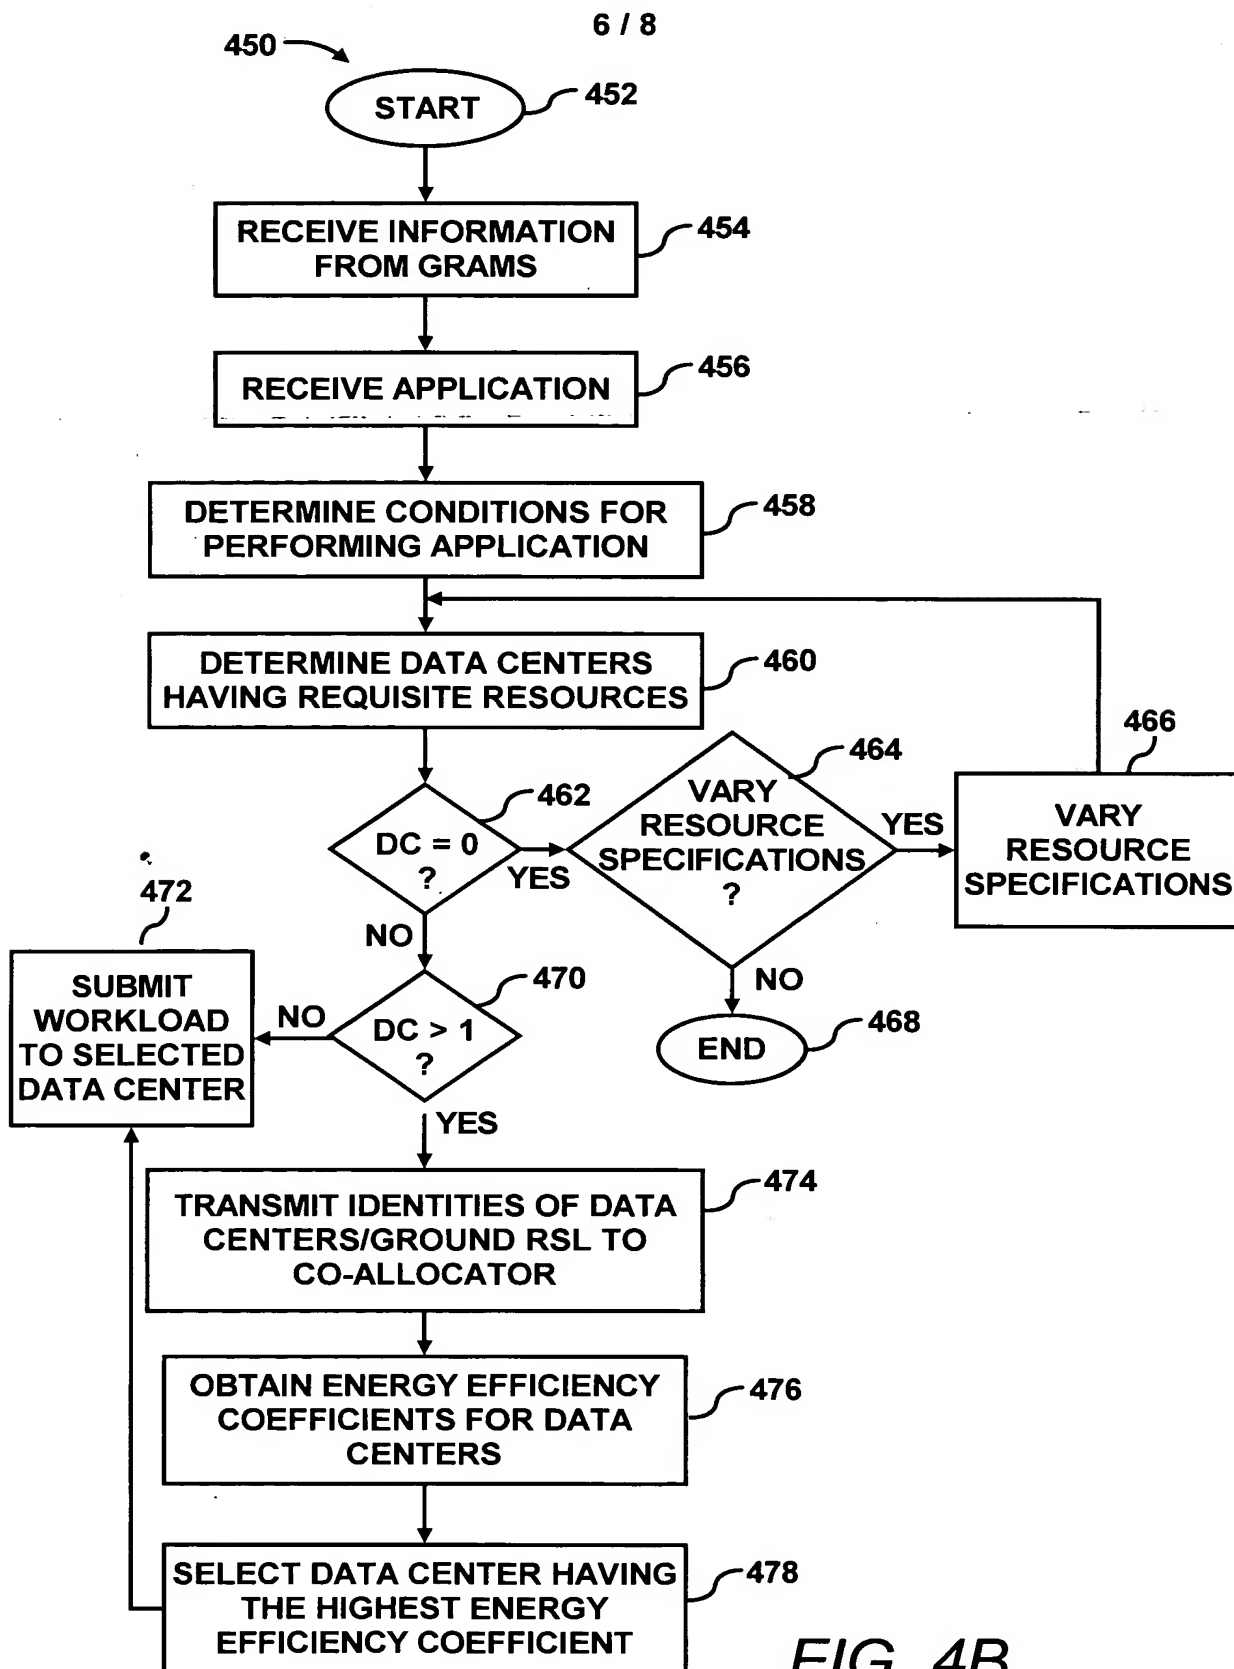 6 / 8
450
START
452
RECEIVE INFORMATION
FROM GRAMS
454
RECEIVE APPLICATION
456
DETERMINE CONDITIONS FOR
PERFORMING APPLICATION
458
DETERMINE DATA CENTERS
HAVING REQUISITE RESOURCES
460
DC = 0
?
462
YES
NO
VARY
RESOURCE
SPECIFICATIONS
?
464
YES
NO
VARY
RESOURCE
SPECIFICATIONS
466
END
468
DC > 1
?
470
NO
YES
472
SUBMIT
WORKLOAD
TO SELECTED
DATA CENTER
TRANSMIT IDENTITIES OF DATA
CENTERS/GROUND RSL TO
CO-ALLOCATOR
474
OBTAIN ENERGY EFFICIENCY
COEFFICIENTS FOR DATA
CENTERS
476
SELECT DATA CENTER HAVING
THE HIGHEST ENERGY
EFFICIENCY COEFFICIENT
478
FIG. 4B